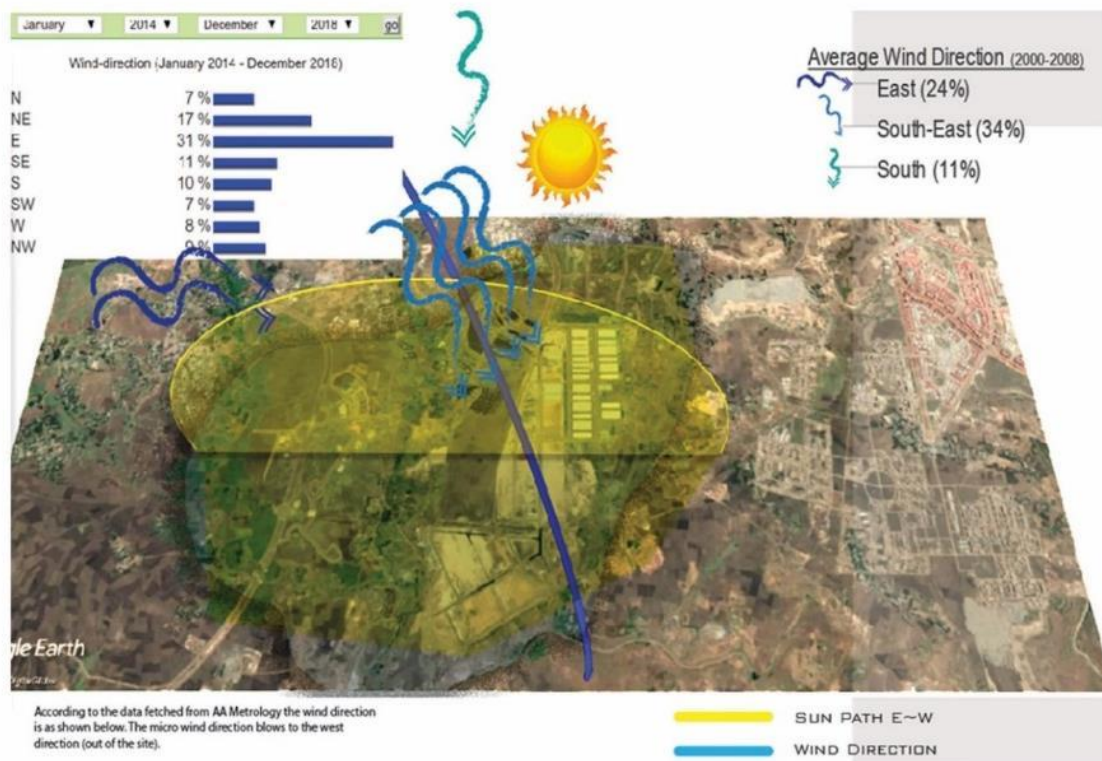 January 2014 December 2018 go
Wind-direction (January 2014 - December 2018)
N 7 %
NE 17 %
E 31 %
SE 11 %
S 10 %
SW 7 %
W 8 %
NW 9 %
Average Wind Direction (2000-2008)
East (24%)
South-East (34%)
South (11%)
gle Earth
According to the data fetched from AA Metrology the wind direction
is as shown below. The micro wind direction blows to the west
direction (out of the site).
SUN PATH E~W
WIND DIRECTION